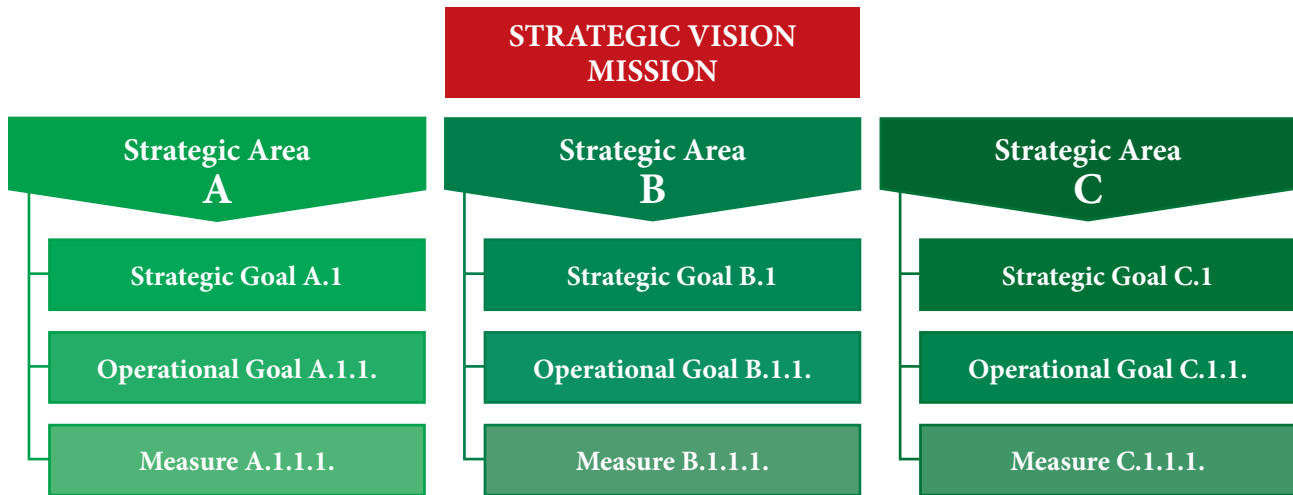 STRATEGIC VISION
MISSION
Strategic Area
A
Strategic Goal A.1
Operational Goal A.1.1.
Measure A.1.1.1.
Strategic Area
B
Strategic Goal B.1
Operational Goal B.1.1.
Measure B.1.1.1.
Strategic Area
C
Strategic Goal C.1
Operational Goal C.1.1.
Measure C.1.1.1.